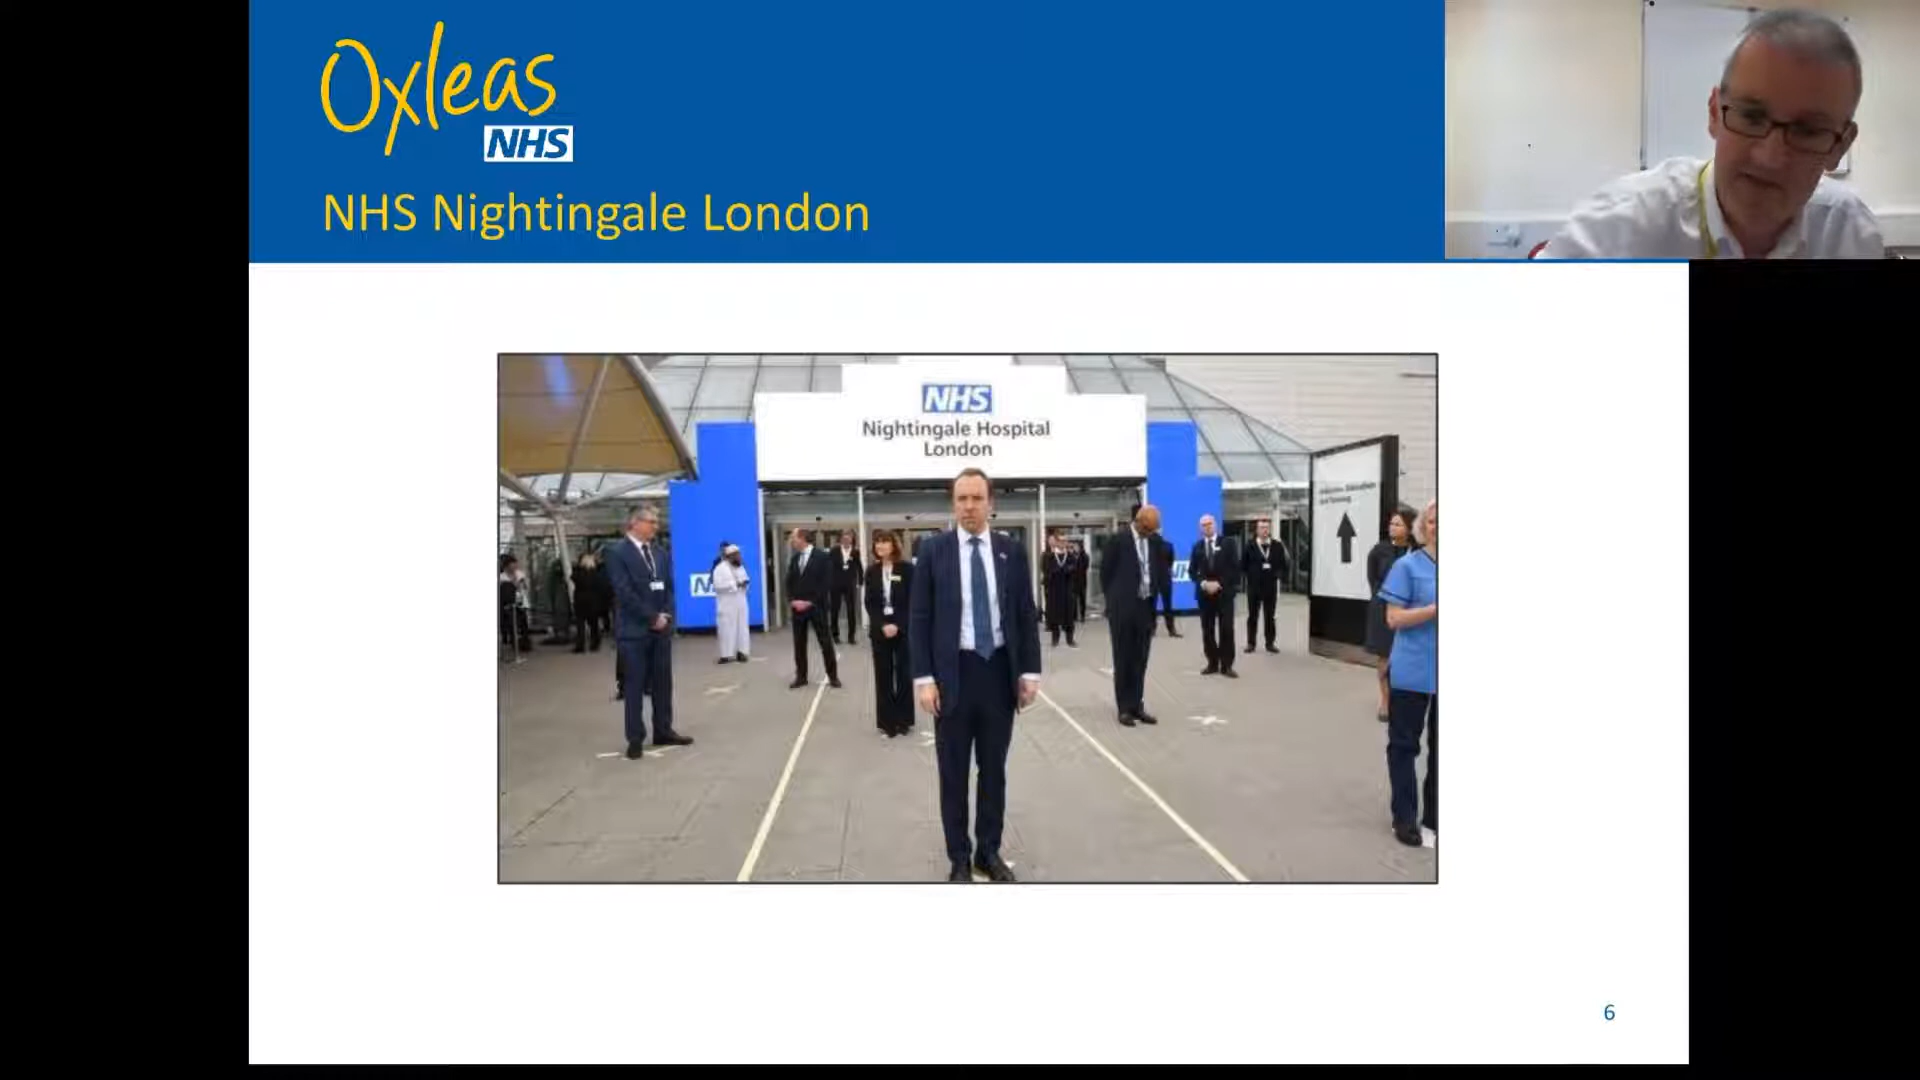 Oxleas
NHS
NHS Nightingale London
NHS
Nightingale Hospital
London
6